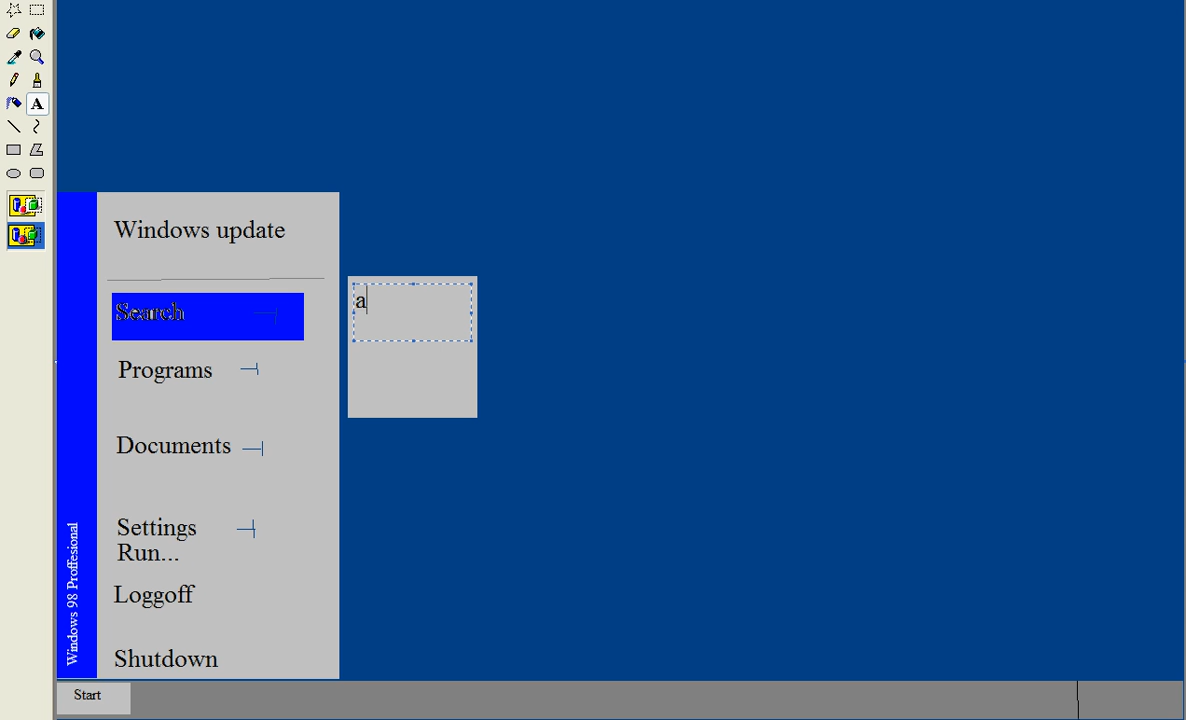 A
Windows update
Search
a
Programs
Documents
Settings
Run...
Loggoff
Shutdown
Windows 98 Proffesional
Start